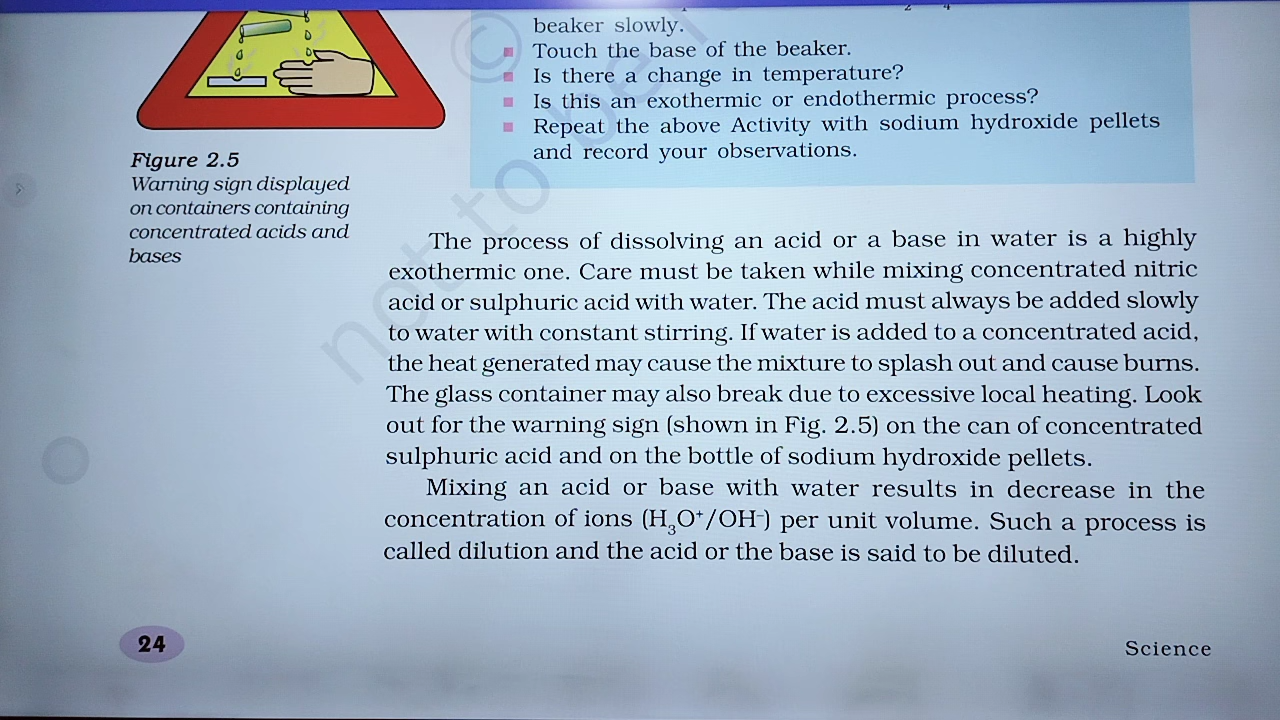 beaker slowly.
Touch the base of the beaker.
Is there a change in temperature?
Is this an exothermic or endothermic process?
Repeat the above Activity with sodium hydroxide pellets
and record your observations.
Figure 2.5
Warning sign displayed
on containers containing
concentrated acids and
bases
The process of dissolving an acid or a base in water is a highly
exothermic one. Care must be taken while mixing concentrated nitric
acid or sulphuric acid with water. The acid must always be added slowly
to water with constant stirring. If water is added to a concentrated acid,
the heat generated may cause the mixture to splash out and cause burns.
The glass container may also break due to excessive local heating. Look
out for the warning sign (shown in Fig. 2.5) on the can of concentrated
sulphuric acid and on the bottle of sodium hydroxide pellets.
Mixing an acid or base with water results in decrease in the
concentration of ions (H₃O⁺/OH⁻) per unit volume. Such a process is
called dilution and the acid or the base is said to be diluted.
24
Science
© not to be